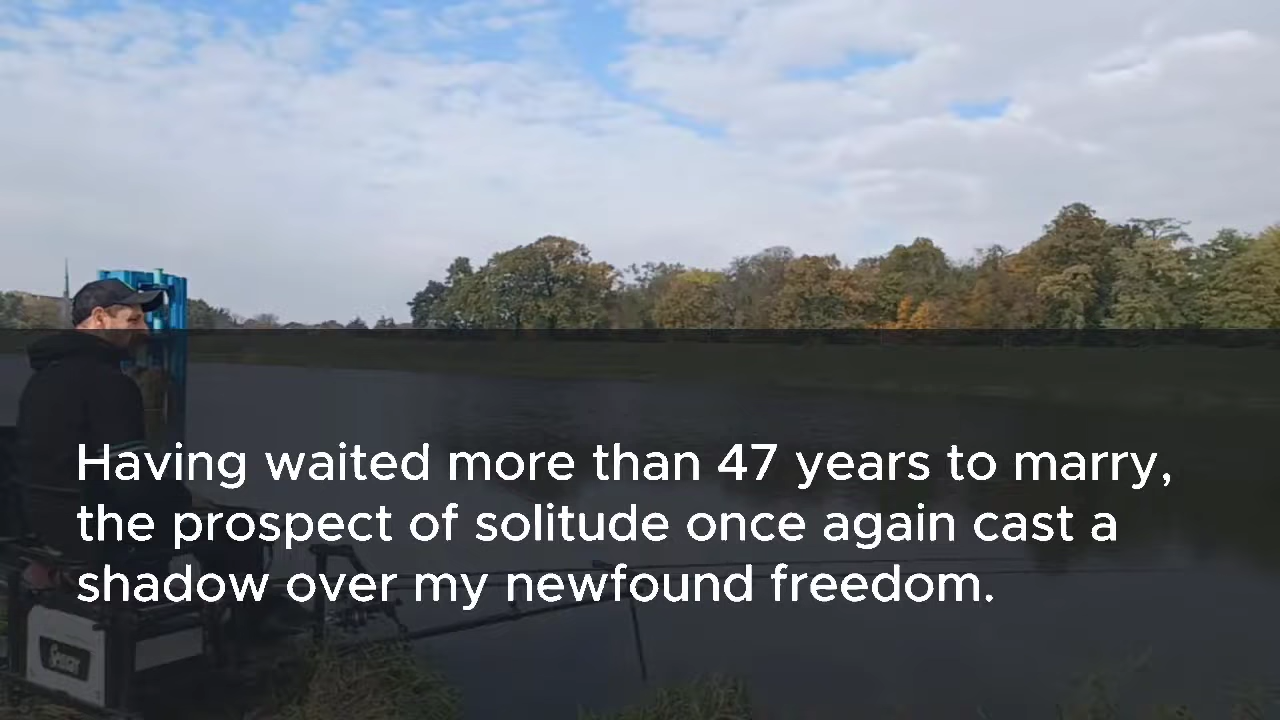 Having waited more than 47 years to marry,
the prospect of solitude once again cast a
shadow over my newfound freedom.